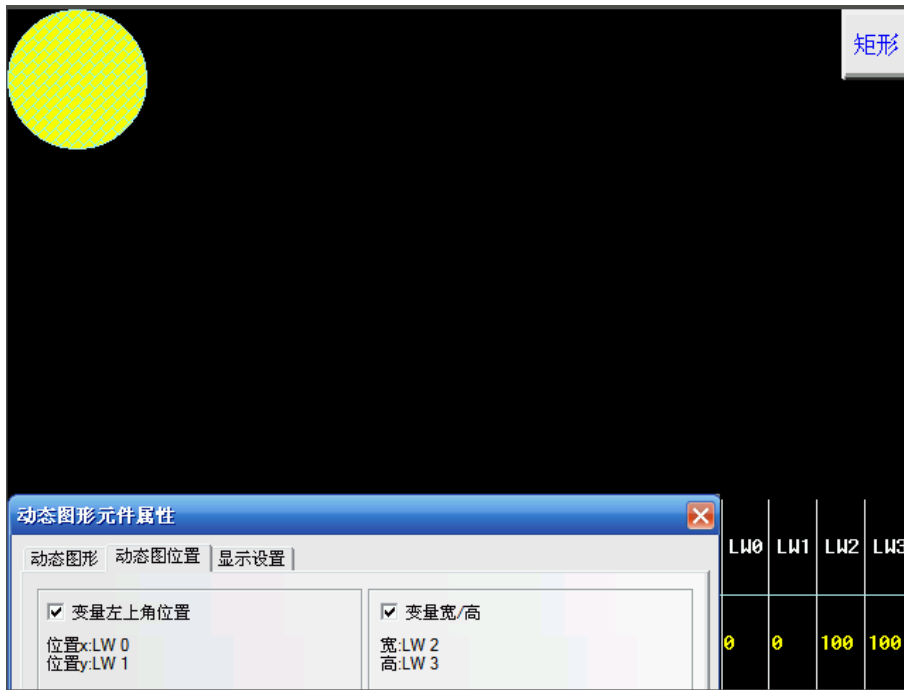 矩形
动态图形元件属性
动态图形 动态图位置 显示设置
变量左上角位置 变量宽/高
位置x:LW 0 宽:LW 2
位置y:LW 1 高:LW 3
LW0 LW1 LW2 LW3
0 0 100 100